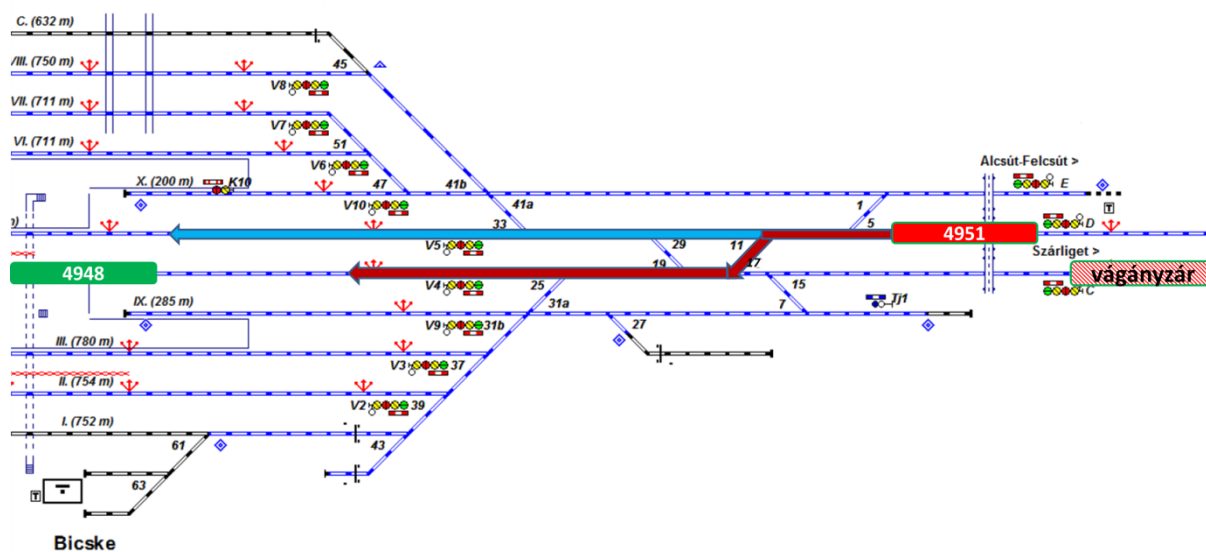 C. (632 m)
VIII. (750 m)
45
V8
VII. (711 m)
V7
VI. (711 m)
51
V6
Alcsút-Felcsút >
X. (200 m)
K10
47
41b
E
V10
41a
1
T
33
5
4951
D
V5
29
11
Szárliget >
4948
19
17
vágányzár
V4
25
15
C
IX. (285 m)
31a
7
Tj1
V9
31b
27
III. (780 m)
V3
37
II. (754 m)
V2
39
I. (752 m)
61
43
63
T
Bicske